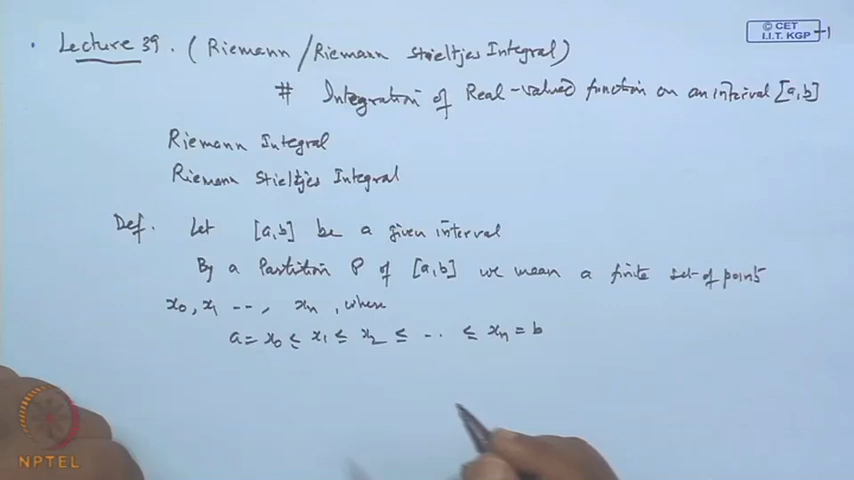 © CET
I.I.T. KGP
Lecture 39. (Riemann/Riemann Stieltjes Integral)
# Integration of Real-valued function on an interval [a,b]
Riemann Integral
Riemann Stieltjes Integral
Def. Let [a,b] be a given interval
By a Partition P of [a,b] we mean a finite set of points
x₀, x₁ ---, xₙ, where
a = x₀ ≤ x₁ ≤ x₂ ≤ -.. ≤ xₙ = b
NPTEL